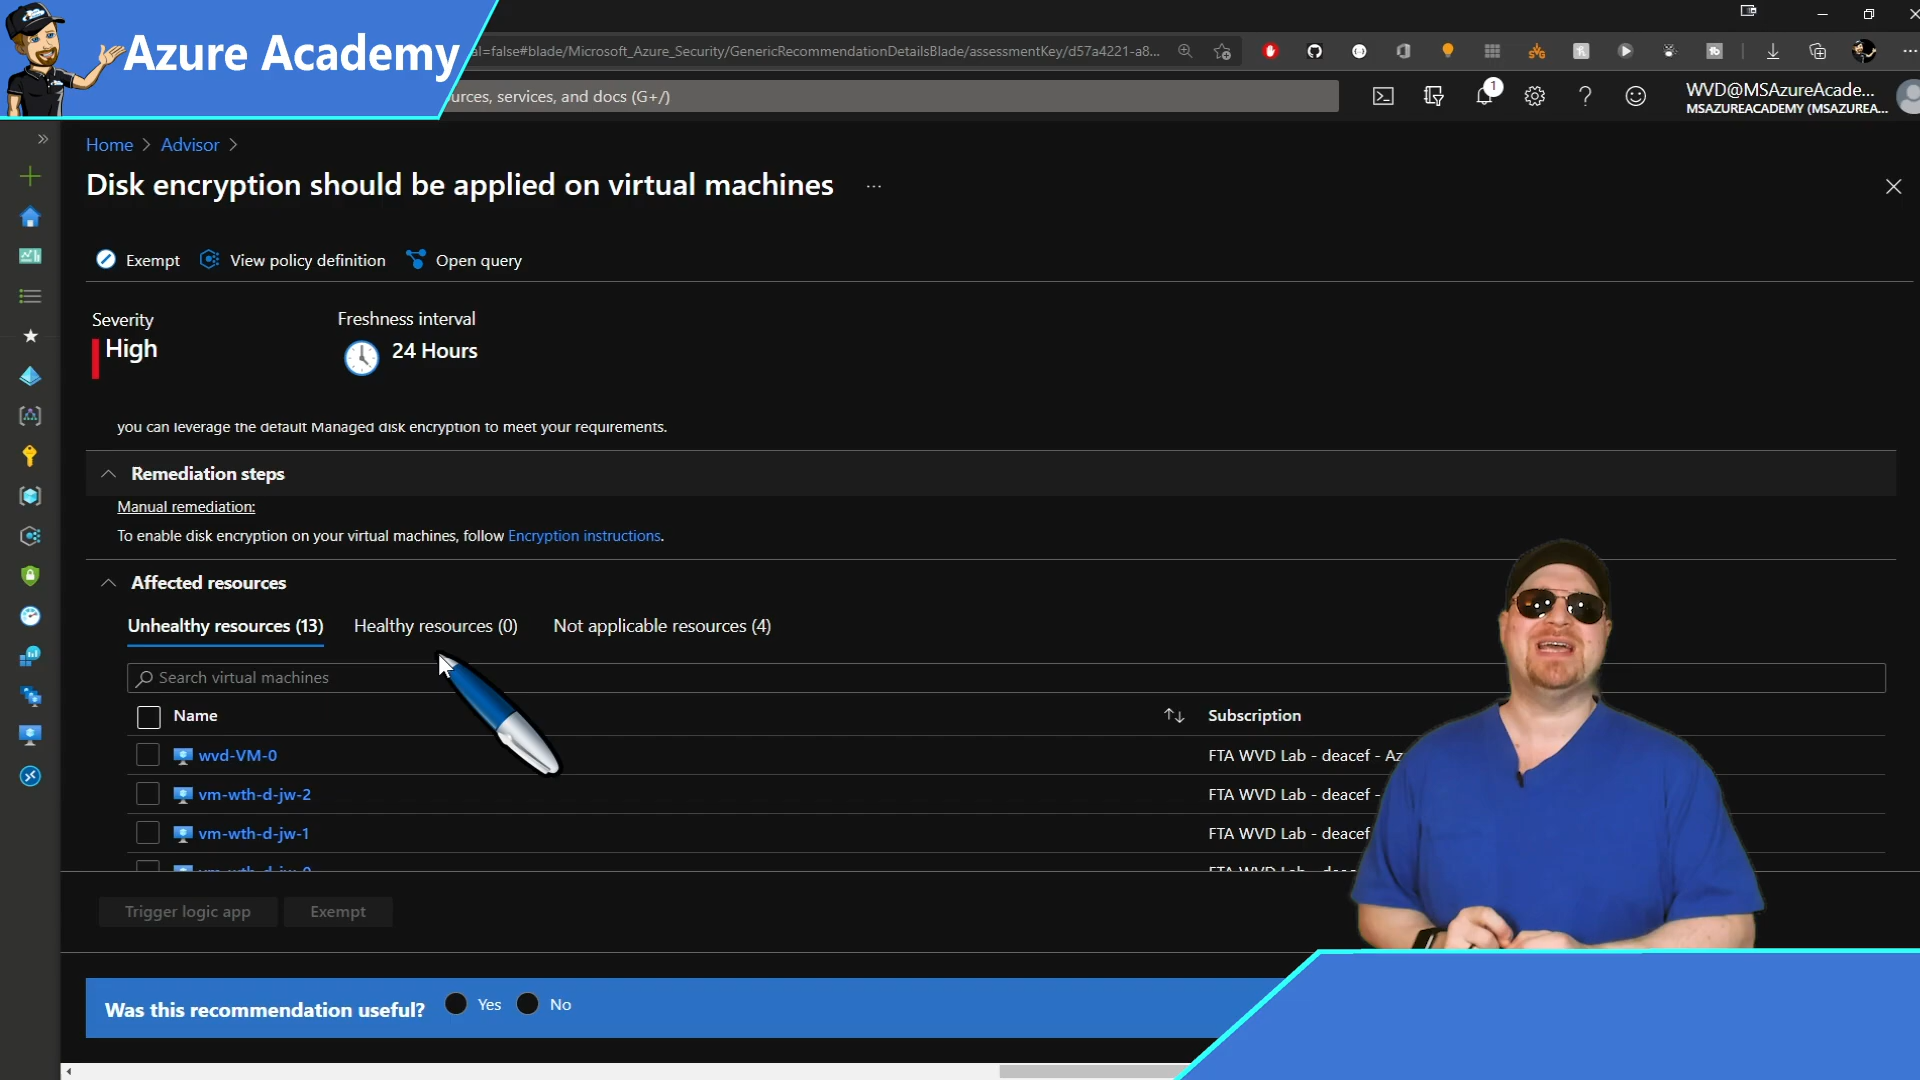 Azure Academy
al=false#blade/Microsoft_Azure_Security/GenericRecommendationDetailsBlade/assessmentKey/d57a4221-a8...
urces, services, and docs (G+/)
1
WVD@MSAzureAcade...
MSAZUREACADEMY (MSAZUREA...
Home > Advisor >
Disk encryption should be applied on virtual machines ...
Exempt
View policy definition
Open query
Severity
High
Freshness interval
24 Hours
you can leverage the default Managed disk encryption to meet your requirements.
Remediation steps
Manual remediation:
To enable disk encryption on your virtual machines, follow Encryption instructions.
Affected resources
Unhealthy resources (13) Healthy resources (0) Not applicable resources (4)
Search virtual machines
Name Subscription
wvd-VM-0 FTA WVD Lab - deacef - Az
vm-wth-d-jw-2 FTA WVD Lab - deacef -
vm-wth-d-jw-1 FTA WVD Lab - deacef
Trigger logic app Exempt
Was this recommendation useful? Yes No